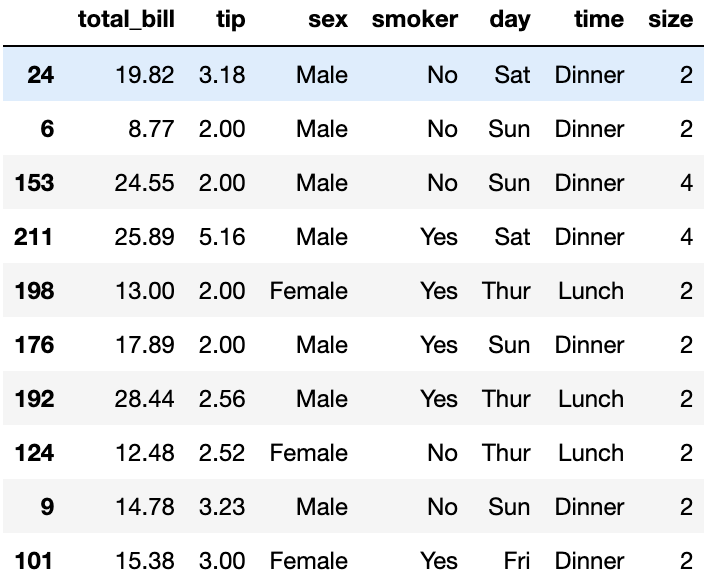 total_bill tip sex smoker day time size
24 19.82 3.18 Male No Sat Dinner 2
6 8.77 2.00 Male No Sun Dinner 2
153 24.55 2.00 Male No Sun Dinner 4
211 25.89 5.16 Male Yes Sat Dinner 4
198 13.00 2.00 Female Yes Thur Lunch 2
176 17.89 2.00 Male Yes Sun Dinner 2
192 28.44 2.56 Male Yes Thur Lunch 2
124 12.48 2.52 Female No Thur Lunch 2
9 14.78 3.23 Male No Sun Dinner 2
101 15.38 3.00 Female Yes Fri Dinner 2